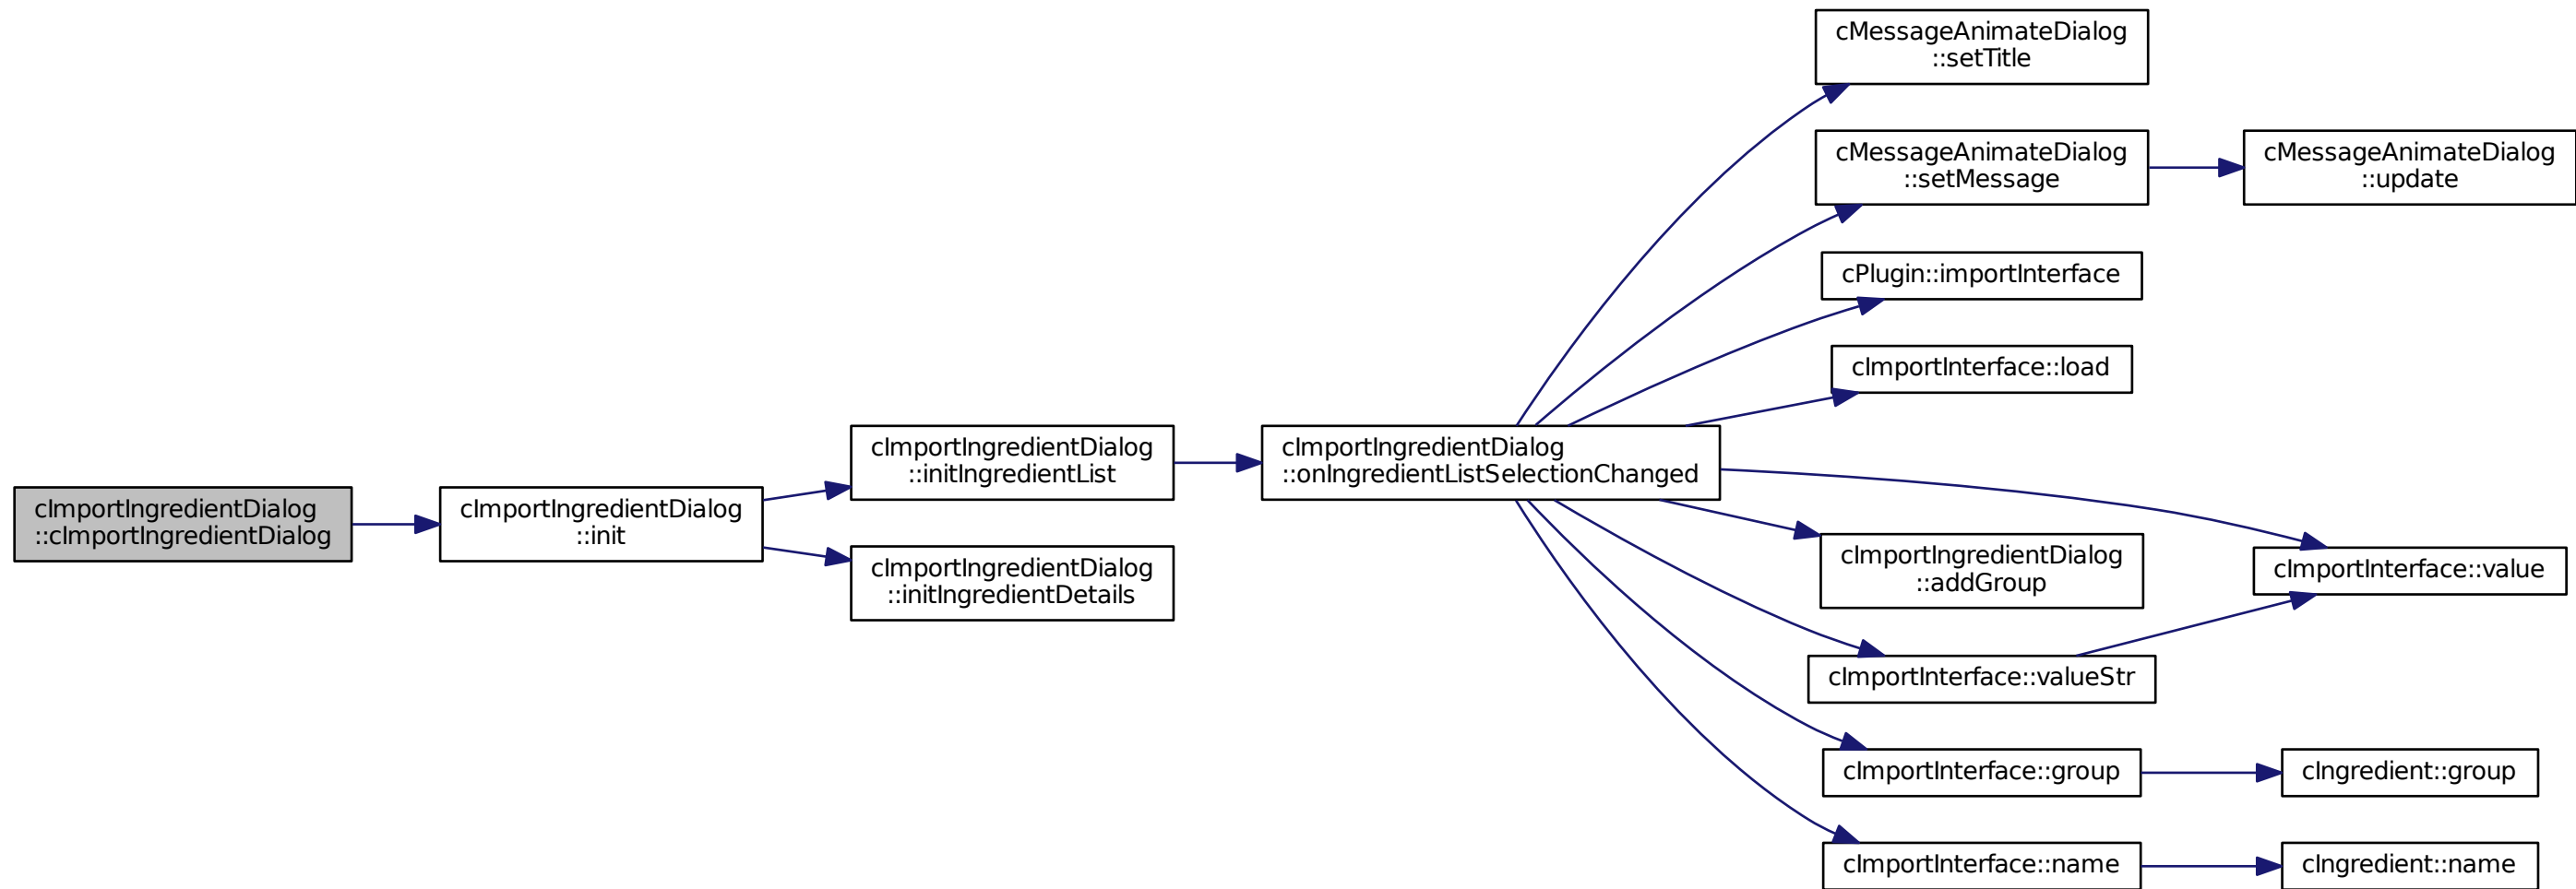 cImportIngredientDialog
::cImportIngredientDialog
cImportIngredientDialog
::init
cImportIngredientDialog
::initIngredientList
cImportIngredientDialog
::initIngredientDetails
cImportIngredientDialog
::onIngredientListSelectionChanged
cMessageAnimateDialog
::setTitle
cMessageAnimateDialog
::setMessage
cMessageAnimateDialog
::update
cPlugin::importInterface
cImportInterface::load
cImportIngredientDialog
::addGroup
cImportInterface::value
cImportInterface::valueStr
cImportInterface::group
cIngredient::group
cImportInterface::name
cIngredient::name